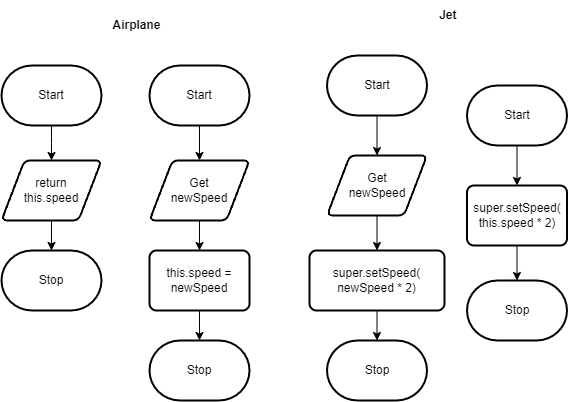 Airplane
Start
return
this.speed
Stop
Start
Get
newSpeed
this.speed =
newSpeed
Stop
Jet
Start
Get
newSpeed
super.setSpeed(
newSpeed * 2)
Stop
Start
super.setSpeed(
this.speed * 2)
Stop